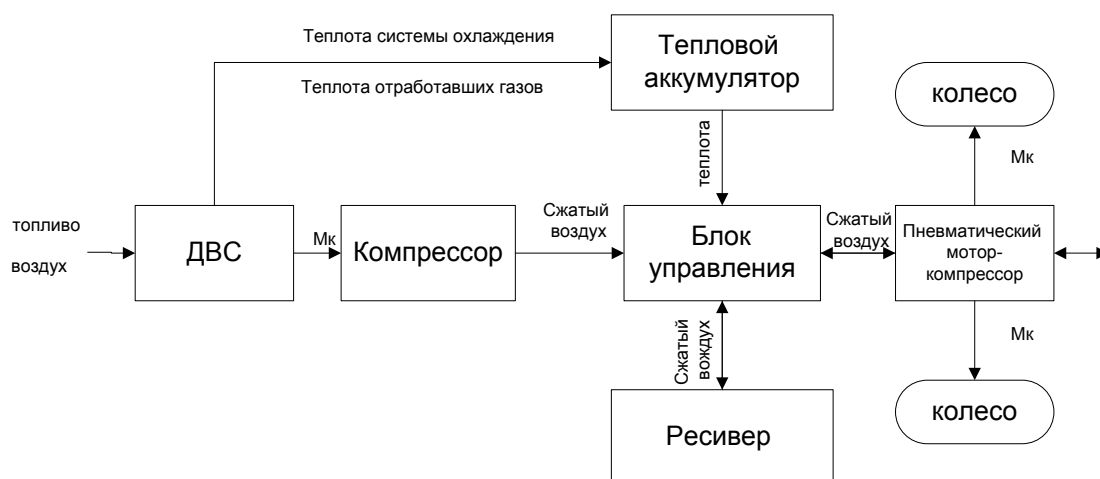 Теплота системы охлаждения
Теплота отработавших газов
Тепловой
аккумулятор
колесо
теплота
Мк
топливо
воздух
ДВС
Мк
Компрессор
Сжатый
воздух
Блок
управления
Сжатый
воздух
Пневматический
мотор-
компрессор
Сжатый
вождух
Мк
Ресивер
колесо